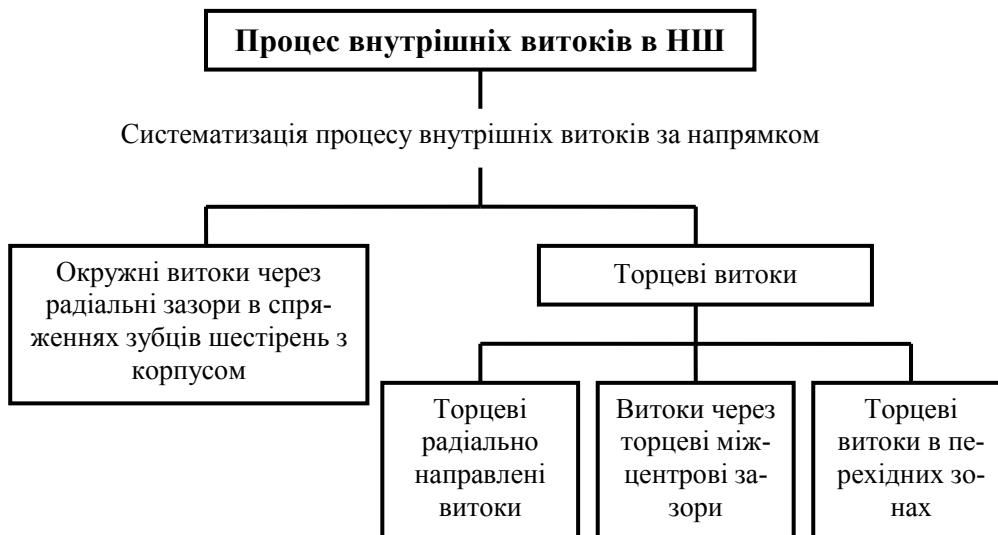 Процес внутрішніх витоків в НШ
Систематизація процесу внутрішніх витоків за напрямком
Окружні витоки через
радіальні зазори в спря-
женнях зубців шестірень з
корпусом
Торцеві витоки
Торцеві
радіально
направлені
витоки
Витоки через
торцеві між-
центрові за-
зори
Торцеві
витоки в пе-
рехідних зо-
нах